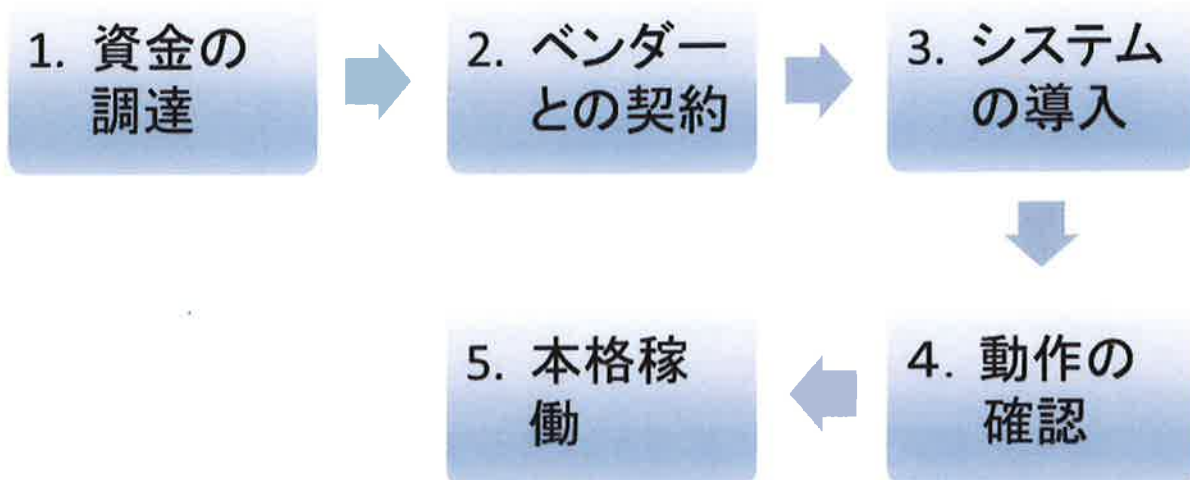 1. 資金の
調達
2. ベンダー
との契約
3. システム
の導入
4. 動作の
確認
5. 本格稼
働